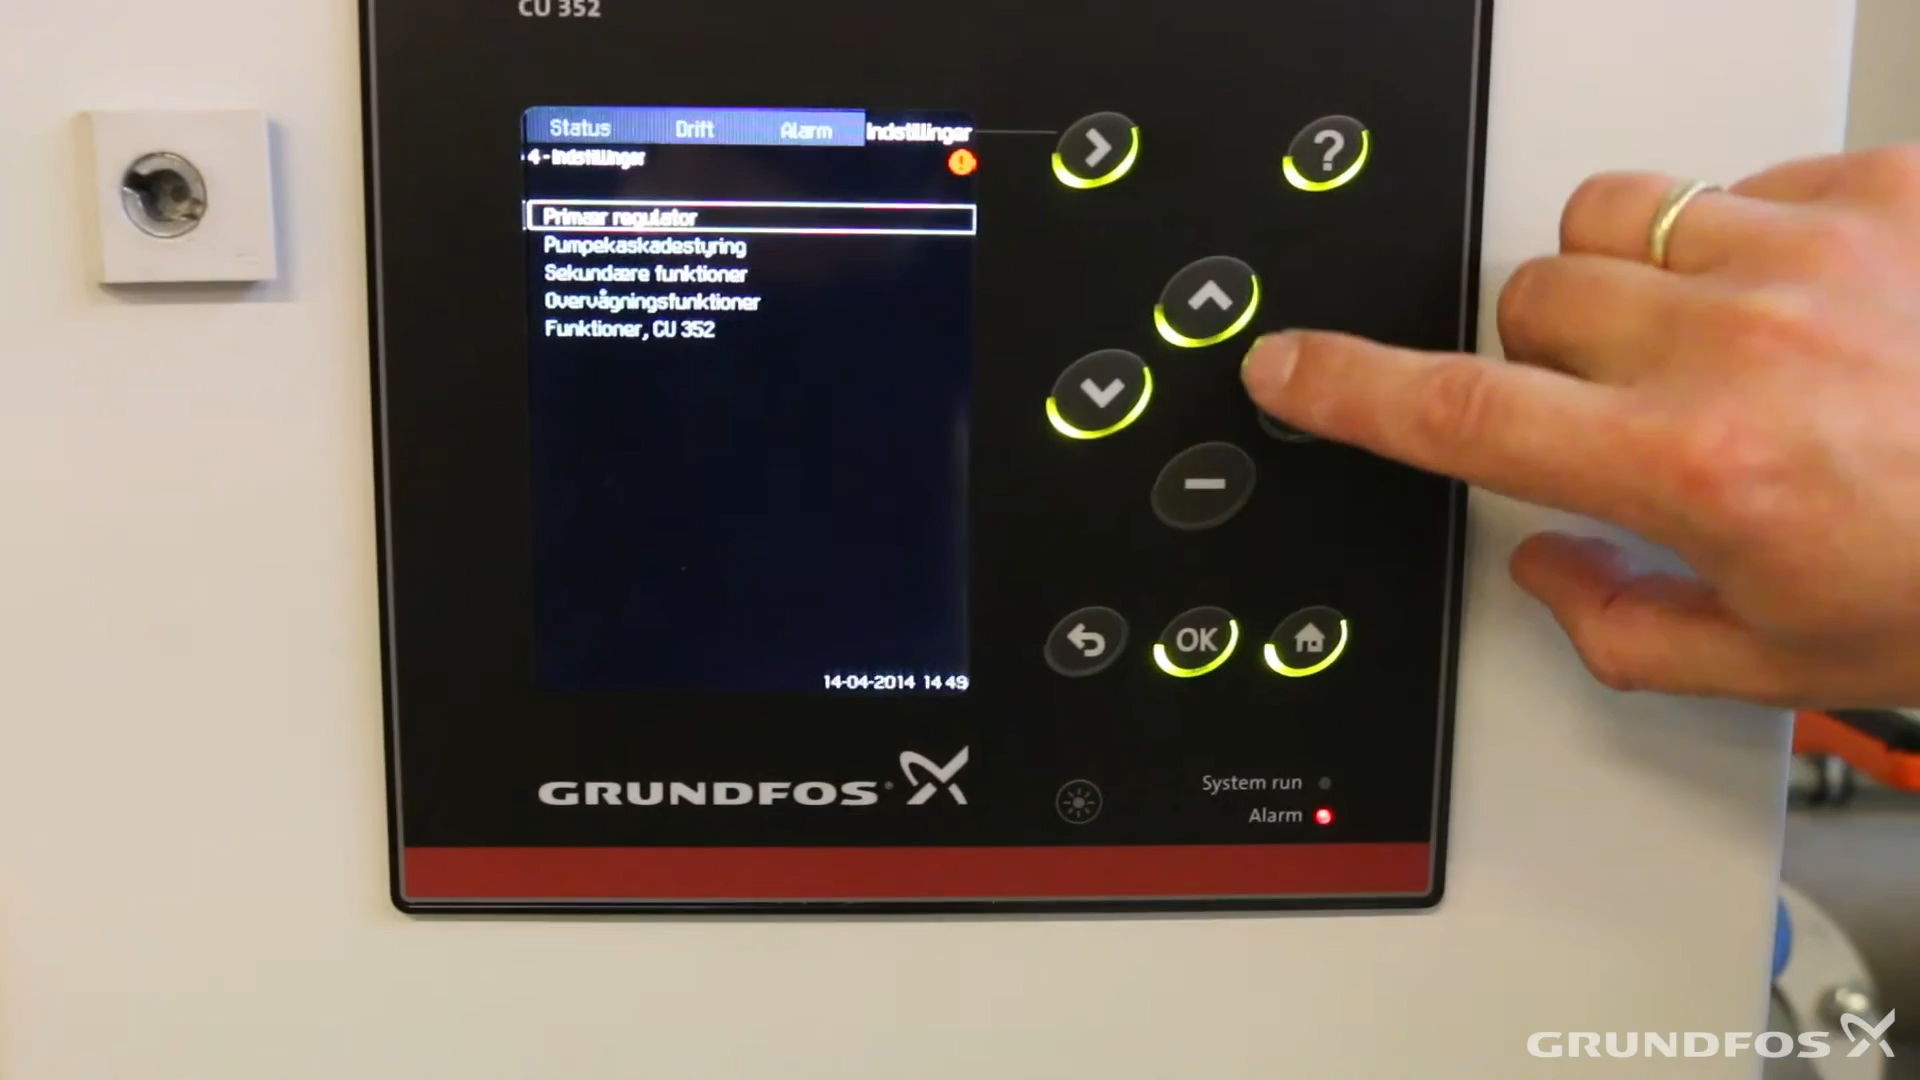 CU 352
Status Drift Alarm Indstillinger
4 - Indstillinger
Primær regulator
Pumpekaskadestyring
Sekundære funktioner
Overvågningsfunktioner
Funktioner, CU 352
14-04-2014 14:49
?
OK
GRUNDFOS
System run
Alarm
GRUNDFOS